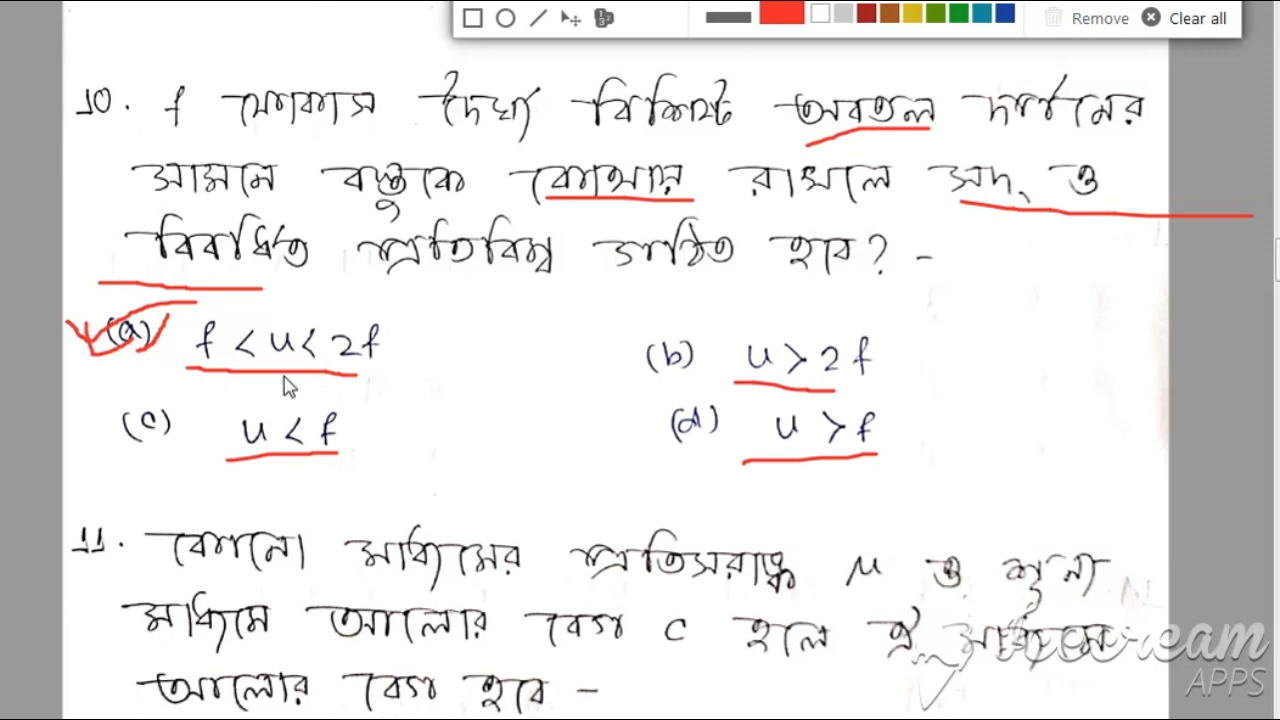 Remove Clear all
10. f ফোকাস দৈর্ঘ্য বিশিষ্ট অবতল দর্পনের
সামনে বস্তুকে কোথায় রাখলে সদ্ ও
বিবর্ধিত প্রতিবিম্ব গঠিত হবে? -
(a) f < u < 2f (b) u > 2f
(c) u < f (d) u > f
11. কোনো মাধ্যমের প্রতিসরাঙ্ক μ ও শূন্য
মাধ্যমে আলোর বেগ c হলে ঐ মাধ্যমে
আলোর বেগ হবে -
APPS